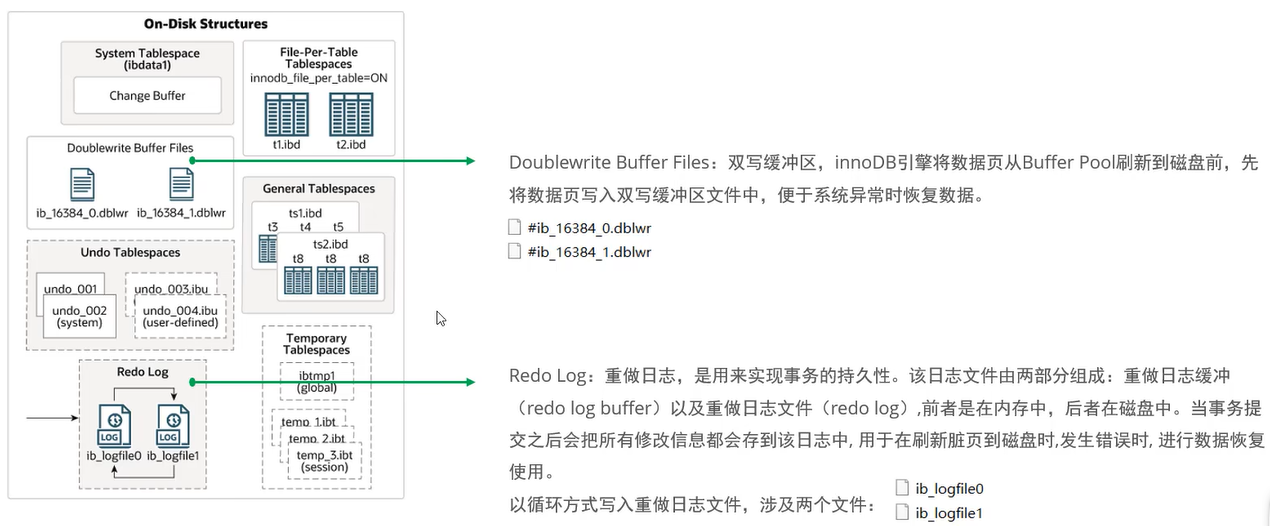 On-Disk Structures
System Tablespace
(ibdata1)
Change Buffer
File-Per-Table
Tablespaces
innodb_file_per_table=ON
t1.ibd
t2.ibd
Doublewrite Buffer Files
ib_16384_0.dblwr
ib_16384_1.dblwr
General Tablespaces
ts1.ibd
t3 t4 t5
ts2.ibd
t8 t8 t8
Undo Tablespaces
undo_001
undo_002
(system)
undo_003.ibu
undo_004.ibu
(user-defined)
Temporary
Tablespaces
ibtmp1
(global)
temp_1.ibt
temp_2.ibt
temp_3.ibt
(session)
Redo Log
LOG
LOG
ib_logfile0
ib_logfile1
Doublewrite Buffer Files：双写缓冲区，innoDB引擎将数据页从Buffer Pool刷新到磁盘前，先
将数据页写入双写缓冲区文件中，便于系统异常时恢复数据。
#ib_16384_0.dblwr
#ib_16384_1.dblwr
Redo Log：重做日志，是用来实现事务的持久性。该日志文件由两部分组成：重做日志缓冲
（redo log buffer）以及重做日志文件（redo log）,前者是在内存中，后者在磁盘中。当事务提
交之后会把所有修改信息都会存到该日志中, 用于在刷新脏页到磁盘时,发生错误时, 进行数据恢复
使用。
以循环方式写入重做日志文件，涉及两个文件：
ib_logfile0
ib_logfile1